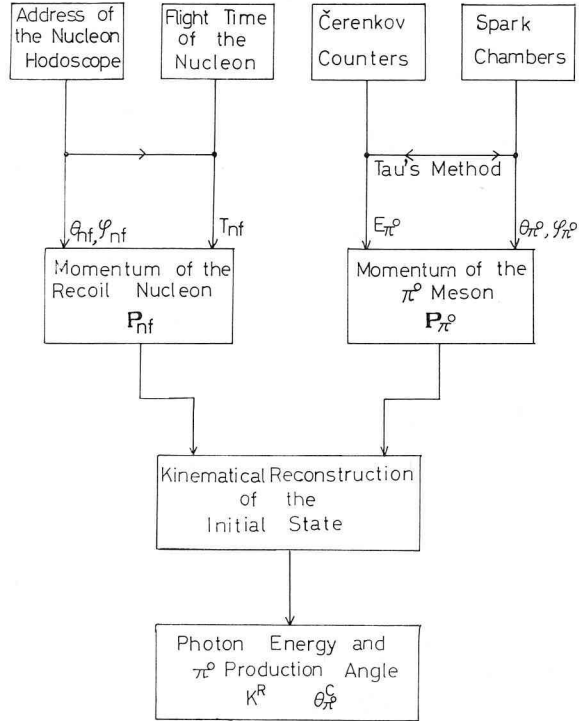 Address of
the Nucleon
Hodoscope
Flight Time
of the
Nucleon
Čerenkov
Counters
Spark
Chambers
Tau's Method
θnf, φnf
Tnf
Eπ⁰
θπ⁰, φπ⁰
Momentum of the
Recoil Nucleon
Pnf
Momentum of the
π⁰ Meson
Pπ⁰
Kinematical Reconstruction
of the
Initial State
Photon Energy and
π⁰ Production Angle
K^R θ^C_π⁰